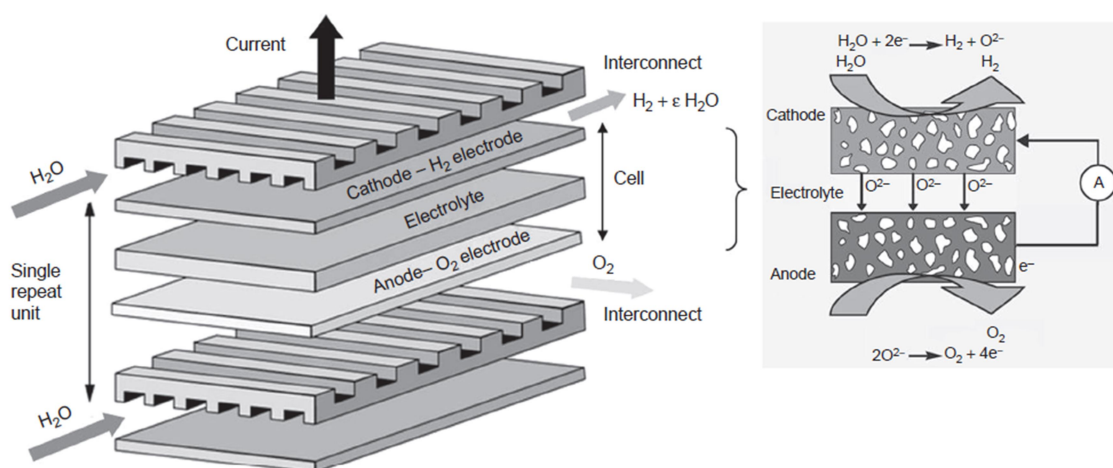 Current
Interconnect
H₂ + ε H₂O
Cathode – H₂ electrode
H₂O
Cell
Electrolyte
Single
repeat
unit
Anode– O₂ electrode
O₂
Interconnect
H₂O
H₂O + 2e⁻ → H₂ + O²⁻
H₂O
H₂
Cathode
O²⁻ O²⁻ O²⁻
Electrolyte
A
Anode
e⁻
O₂
2O²⁻ → O₂ + 4e⁻